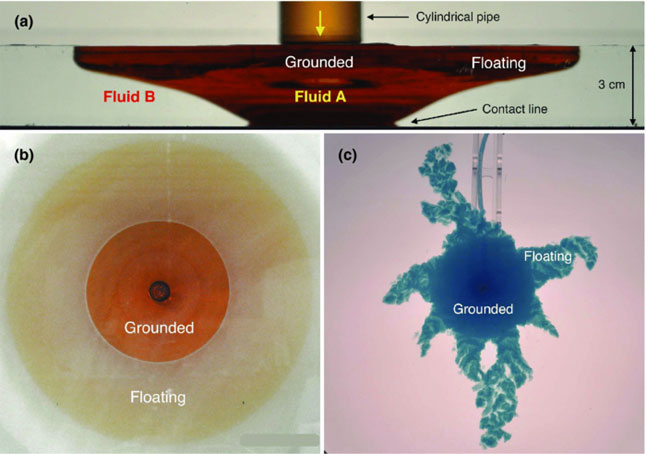 (a)
Cylindrical pipe
Grounded
Floating
Fluid B
Fluid A
3 cm
Contact line
(b)
Grounded
Floating
(c)
Floating
Grounded